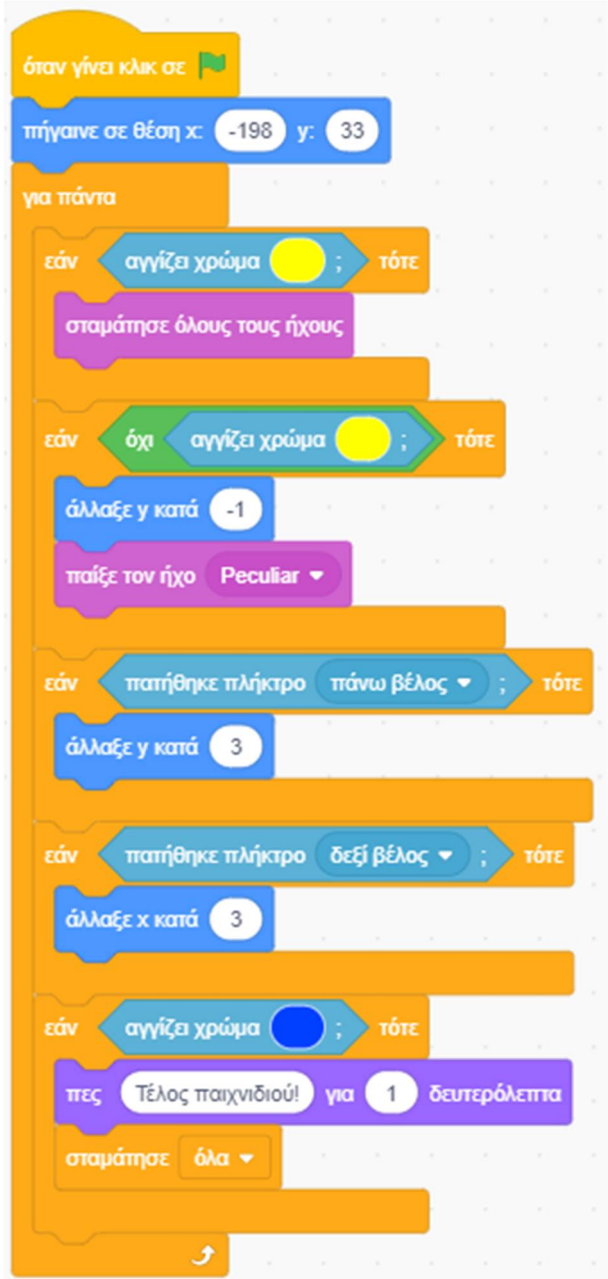 όταν γίνει κλικ σε
πήγαινε σε θέση x: -198 y: 33
για πάντα
εάν αγγίζει χρώμα ; τότε
σταμάτησε όλους τους ήχους
εάν όχι αγγίζει χρώμα ; τότε
άλλαξε y κατά -1
παίξε τον ήχο Peculiar
εάν πατήθηκε πλήκτρο πάνω βέλος ; τότε
άλλαξε y κατά 3
εάν πατήθηκε πλήκτρο δεξί βέλος ; τότε
άλλαξε x κατά 3
εάν αγγίζει χρώμα ; τότε
πες Τέλος παιχνιδιού! για 1 δευτερόλεπτα
σταμάτησε όλα